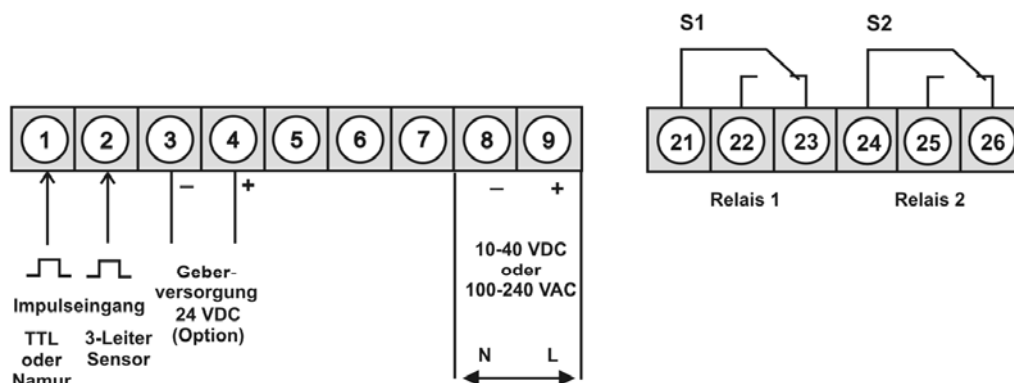 S1
S2
1 2 3 4 5 6 7 8 9
21 22 23 24 25 26
– + – +
Relais 1
Relais 2
Impulseingang
TTL
oder
Namur
3-Leiter
Sensor
Geber-
versorgung
24 VDC
(Option)
10-40 VDC
oder
100-240 VAC
N L